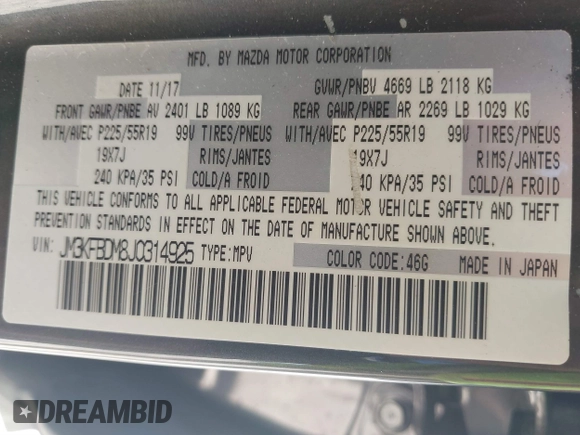 MFD. BY MAZDA MOTOR CORPORATION
DATE 11/17 GVWR/PNBV 4669 LB 2118 KG
FRONT GAWR/PNBE AV 2401 LB 1089 KG REAR GAWR/PNBE AR 2269 LB 1029 KG
WITH/AVEC P225/55R19 99V TIRES/PNEUS WITH/AVEC P225/55R19 99V TIRES/PNEUS
19X7J RIMS/JANTES 19X7J RIMS/JANTES
240 KPA/35 PSI COLD/A FROID 240 KPA/35 PSI COLD/A FROID
THIS VEHICLE CONFORMS TO ALL APPLICABLE FEDERAL MOTOR VEHICLE SAFETY AND THEFT
PREVENTION STANDARDS IN EFFECT ON THE DATE OF MANUFACTURE SHOWN ABOVE.
VIN: JM3KFBDM8J0314925 TYPE: MPV COLOR CODE: 46G MADE IN JAPAN
DREAMBID